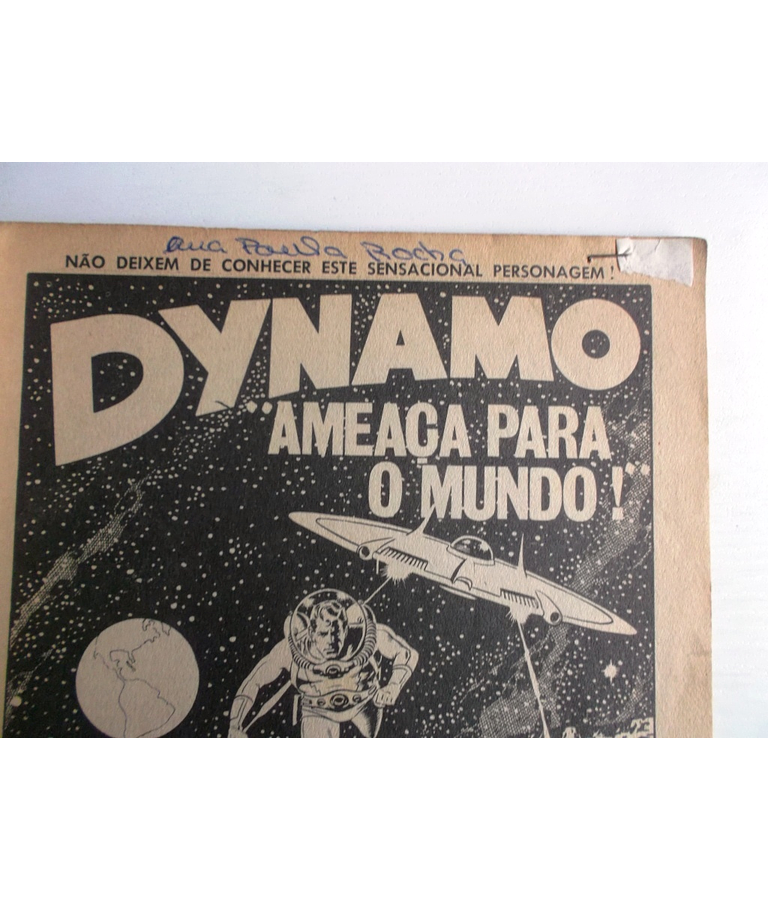 Ana Paula Rocha
NÃO DEIXEM DE CONHECER ESTE SENSACIONAL PERSONAGEM!
DYNAMO
"AMEAÇA PARA
O MUNDO!"